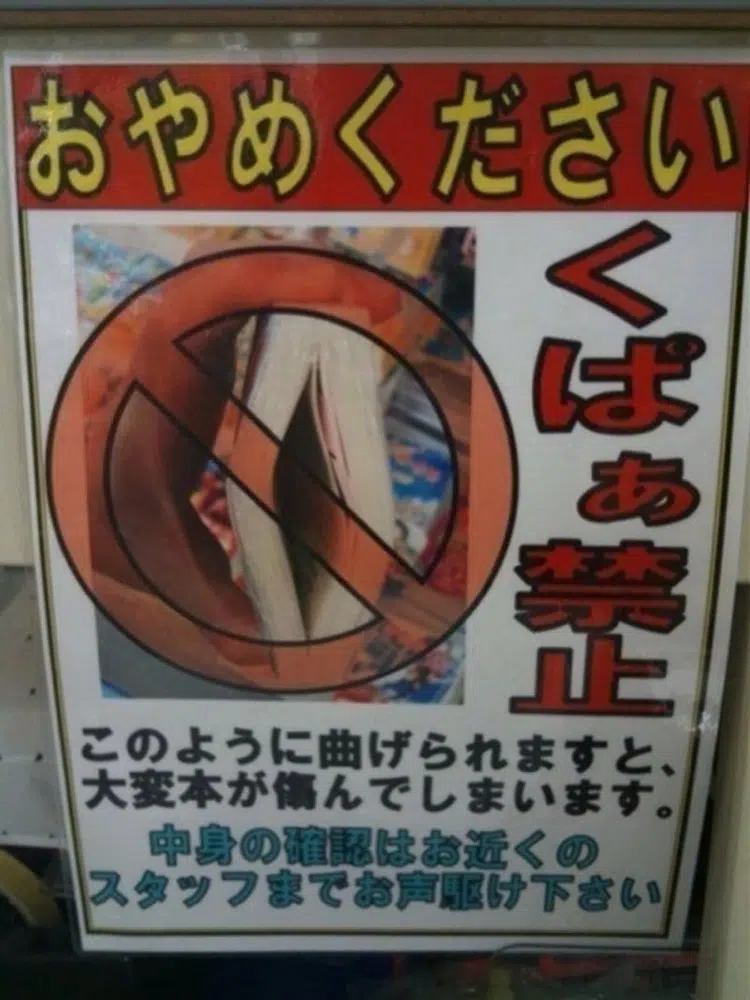 おやめください
くぱぁ禁止
このように曲げられますと、
大変本が傷んでしまいます。
中身の確認はお近くの
スタッフまでお声駆け下さい